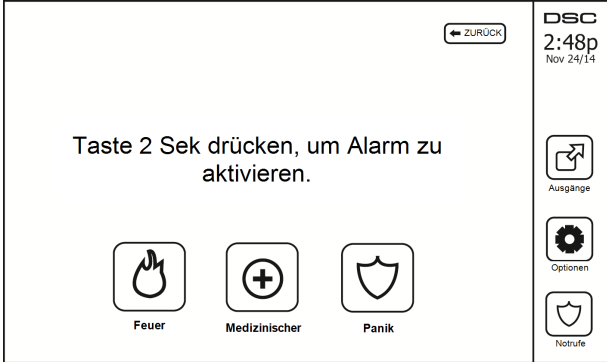 ZURÜCK
DSC
2:48p
Nov 24/14
Taste 2 Sek drücken, um Alarm zu
aktivieren.
Ausgänge
Optionen
Feuer
Medizinischer
Panik
Notrufe